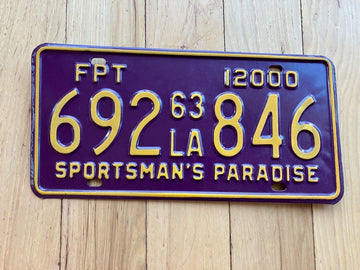 FPT 12000
692 63 LA 846
SPORTSMAN'S PARADISE